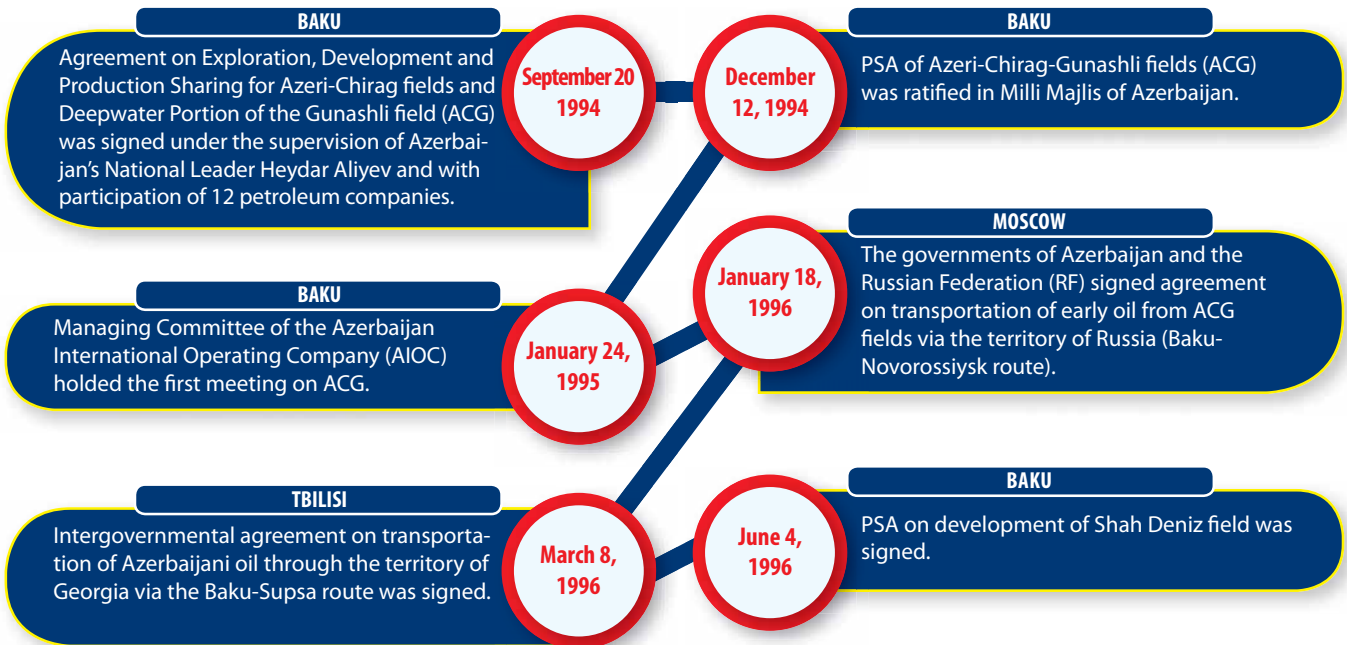 BAKU
Agreement on Exploration, Development and
Production Sharing for Azeri-Chirag fields and
Deepwater Portion of the Gunashli field (ACG)
was signed under the supervision of Azerbai-
jan's National Leader Heydar Aliyev and with
participation of 12 petroleum companies.
September 20
1994
December
12, 1994
BAKU
PSA of Azeri-Chirag-Gunashli fields (ACG)
was ratified in Milli Majlis of Azerbaijan.
BAKU
Managing Committee of the Azerbaijan
International Operating Company (AIOC)
holded the first meeting on ACG.
January 24,
1995
January 18,
1996
MOSCOW
The governments of Azerbaijan and the
Russian Federation (RF) signed agreement
on transportation of early oil from ACG
fields via the territory of Russia (Baku-
Novorossiysk route).
TBILISI
Intergovernmental agreement on transporta-
tion of Azerbaijani oil through the territory of
Georgia via the Baku-Supsa route was signed.
March 8,
1996
June 4,
1996
BAKU
PSA on development of Shah Deniz field was
signed.